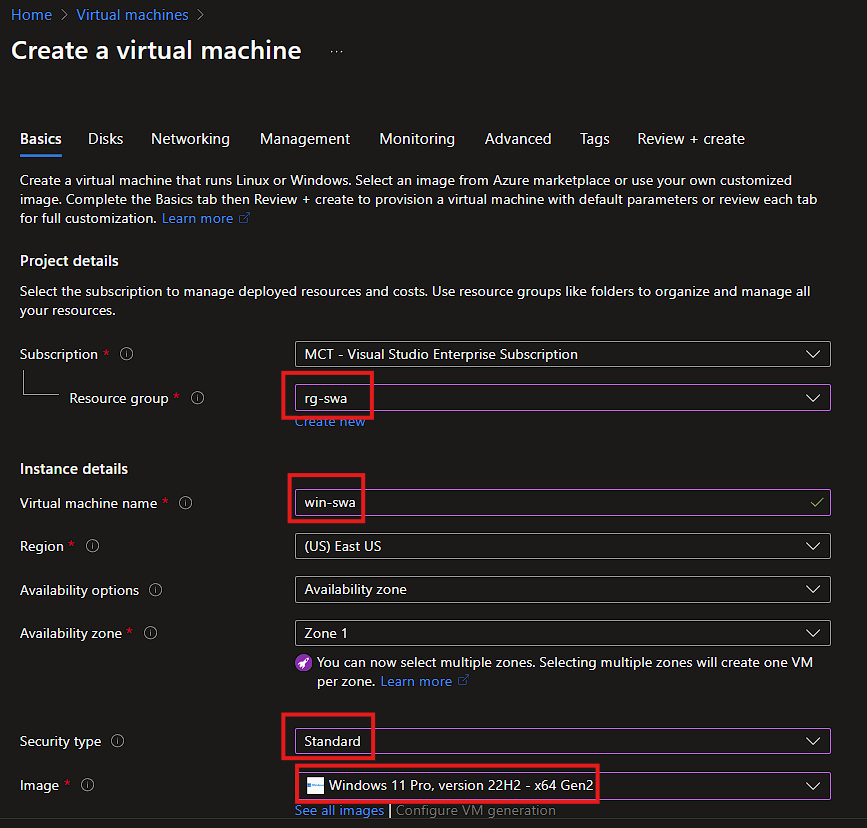 Home > Virtual machines >
Create a virtual machine ...
Basics Disks Networking Management Monitoring Advanced Tags Review + create
Create a virtual machine that runs Linux or Windows. Select an image from Azure marketplace or use your own customized
image. Complete the Basics tab then Review + create to provision a virtual machine with default parameters or review each tab
for full customization. Learn more
Project details
Select the subscription to manage deployed resources and costs. Use resource groups like folders to organize and manage all
your resources.
Subscription * MCT - Visual Studio Enterprise Subscription
Resource group * rg-swa
Create new
Instance details
Virtual machine name * win-swa
Region * (US) East US
Availability options Availability zone
Availability zone * Zone 1
You can now select multiple zones. Selecting multiple zones will create one VM
per zone. Learn more
Security type Standard
Image * Windows 11 Pro, version 22H2 - x64 Gen2
See all images | Configure VM generation